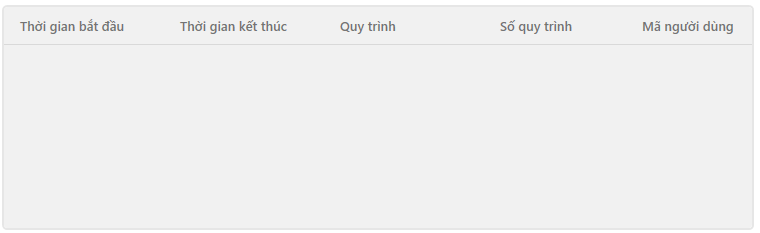 Thời gian bắt đầu Thời gian kết thúc Quy trình Số quy trình Mã người dùng